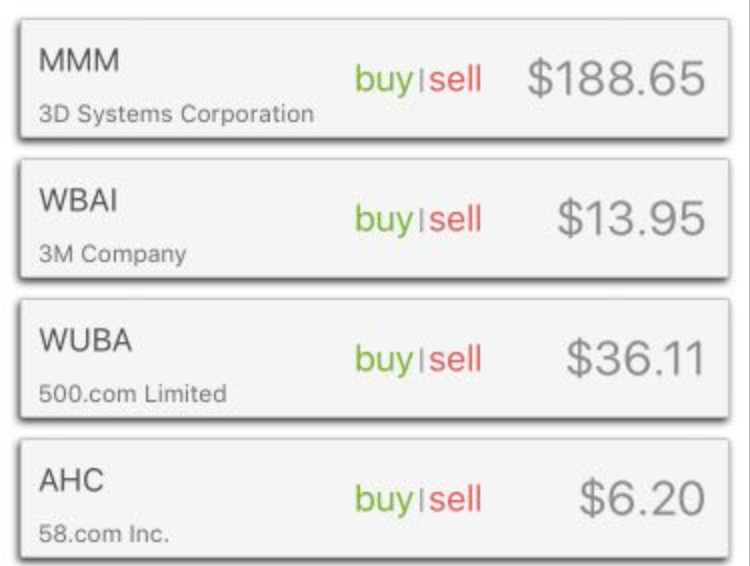 MMM
buy|sell $188.65
3D Systems Corporation
WBAI
buy|sell $13.95
3M Company
WUBA
buy|sell $36.11
500.com Limited
AHC
buy|sell $6.20
58.com Inc.